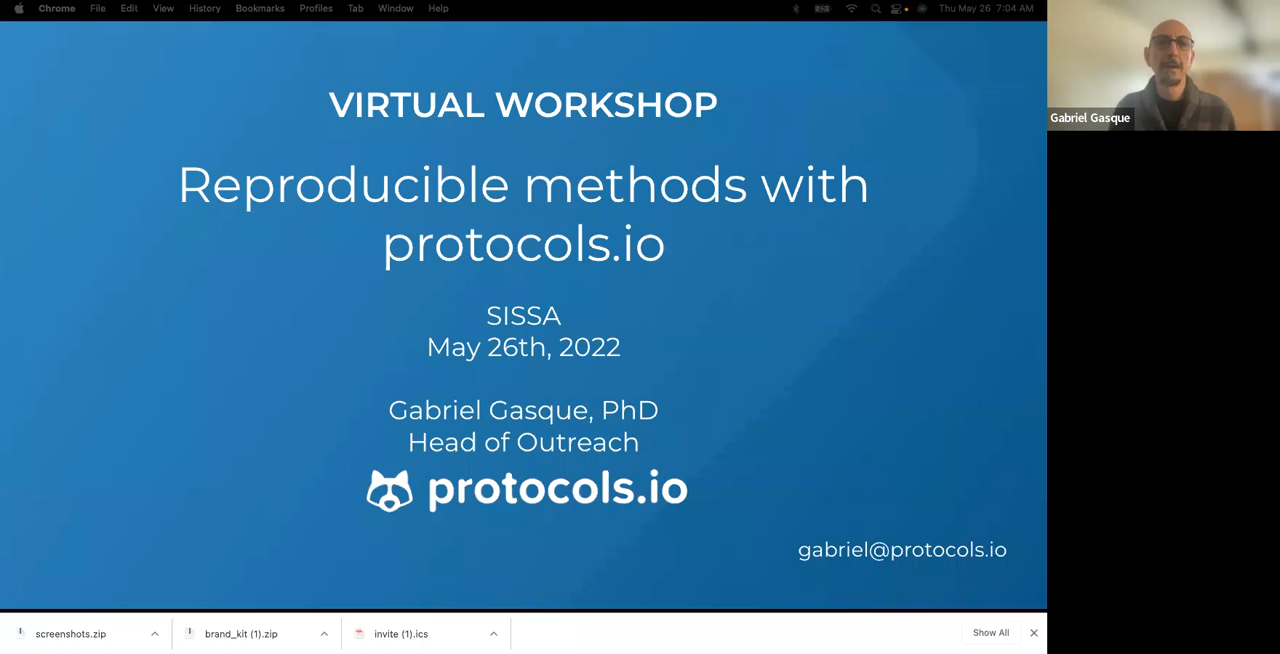 Chrome File Edit View History Bookmarks Profiles Tab Window Help Thu May 26 7:04 AM
VIRTUAL WORKSHOP
Reproducible methods with
protocols.io
SISSA
May 26th, 2022
Gabriel Gasque, PhD
Head of Outreach
protocols.io
gabriel@protocols.io
Gabriel Gasque
screenshots.zip
brand_kit (1).zip
invite (1).ics
Show All